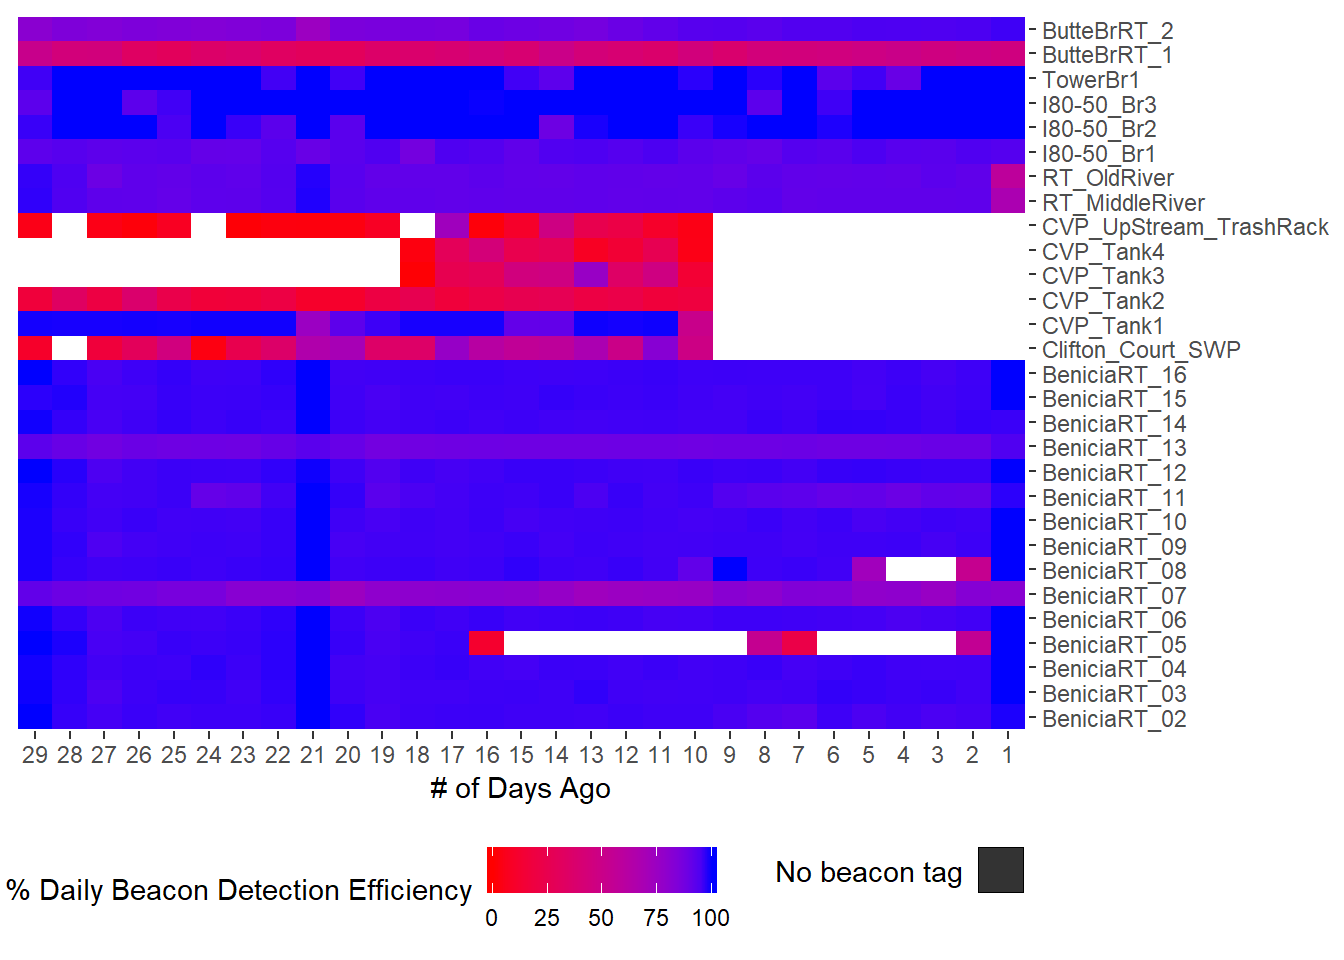 ButteBrRT_2
ButteBrRT_1
TowerBr1
I80-50_Br3
I80-50_Br2
I80-50_Br1
RT_OldRiver
RT_MiddleRiver
CVP_UpStream_TrashRack
CVP_Tank4
CVP_Tank3
CVP_Tank2
CVP_Tank1
Clifton_Court_SWP
BeniciaRT_16
BeniciaRT_15
BeniciaRT_14
BeniciaRT_13
BeniciaRT_12
BeniciaRT_11
BeniciaRT_10
BeniciaRT_09
BeniciaRT_08
BeniciaRT_07
BeniciaRT_06
BeniciaRT_05
BeniciaRT_04
BeniciaRT_03
BeniciaRT_02
29 28 27 26 25 24 23 22 21 20 19 18 17 16 15 14 13 12 11 10 9 8 7 6 5 4 3 2 1
# of Days Ago
% Daily Beacon Detection Efficiency
0 25 50 75 100
No beacon tag